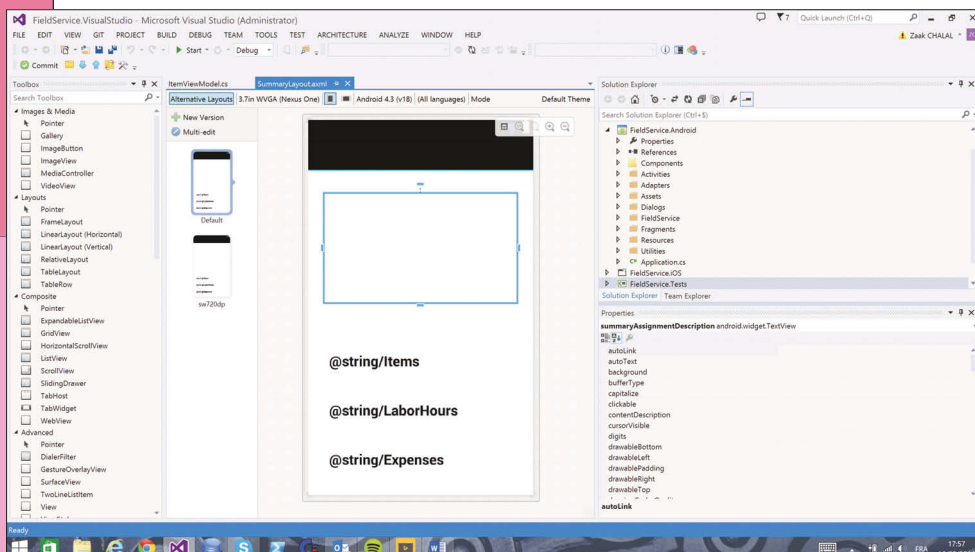 FieldService.VisualStudio - Microsoft Visual Studio (Administrator)
7
Quick Launch (Ctrl+Q)
FILE EDIT VIEW GIT PROJECT BUILD DEBUG TEAM TOOLS TEST ARCHITECTURE ANALYZE WINDOW HELP
Zaak CHALAL
Start
Debug
Commit
Toolbox
Search Toolbox
Images & Media
Pointer
Gallery
ImageButton
ImageView
MediaController
VideoView
Layouts
Pointer
FrameLayout
LinearLayout (Horizontal)
LinearLayout (Vertical)
RelativeLayout
TableLayout
TableRow
Composite
Pointer
ExpandableListView
GridView
HorizontalScrollView
ListView
ScrollView
SlidingDrawer
TabHost
TabWidget
WebView
Advanced
Pointer
DialerFilter
GestureOverlayView
SurfaceView
TwoLineListItem
View
ItemViewModel.cs
SummaryLayout.axml
Alternative Layouts 3.7in WVGA (Nexus One) Android 4.3 (v18) (All languages) Mode Default Theme
New Version
Multi-edit
Default
sw720dp
@string/Items
@string/LaborHours
@string/Expenses
Solution Explorer
Search Solution Explorer (Ctrl+$)
FieldService.Android
Properties
References
Components
Activities
Adapters
Assets
Dialogs
FieldService
Fragments
Resources
Utilities
C# Application.cs
FieldService.iOS
FieldService.Tests
Solution Explorer Team Explorer
Properties
summaryAssignmentDescription android.widget.TextView
autoLink
autoText
background
bufferType
capitalize
clickable
contentDescription
cursorVisible
digits
drawableBottom
drawableLeft
drawablePadding
drawableRight
drawableTop
autoLink
Ready
FRA
17:57